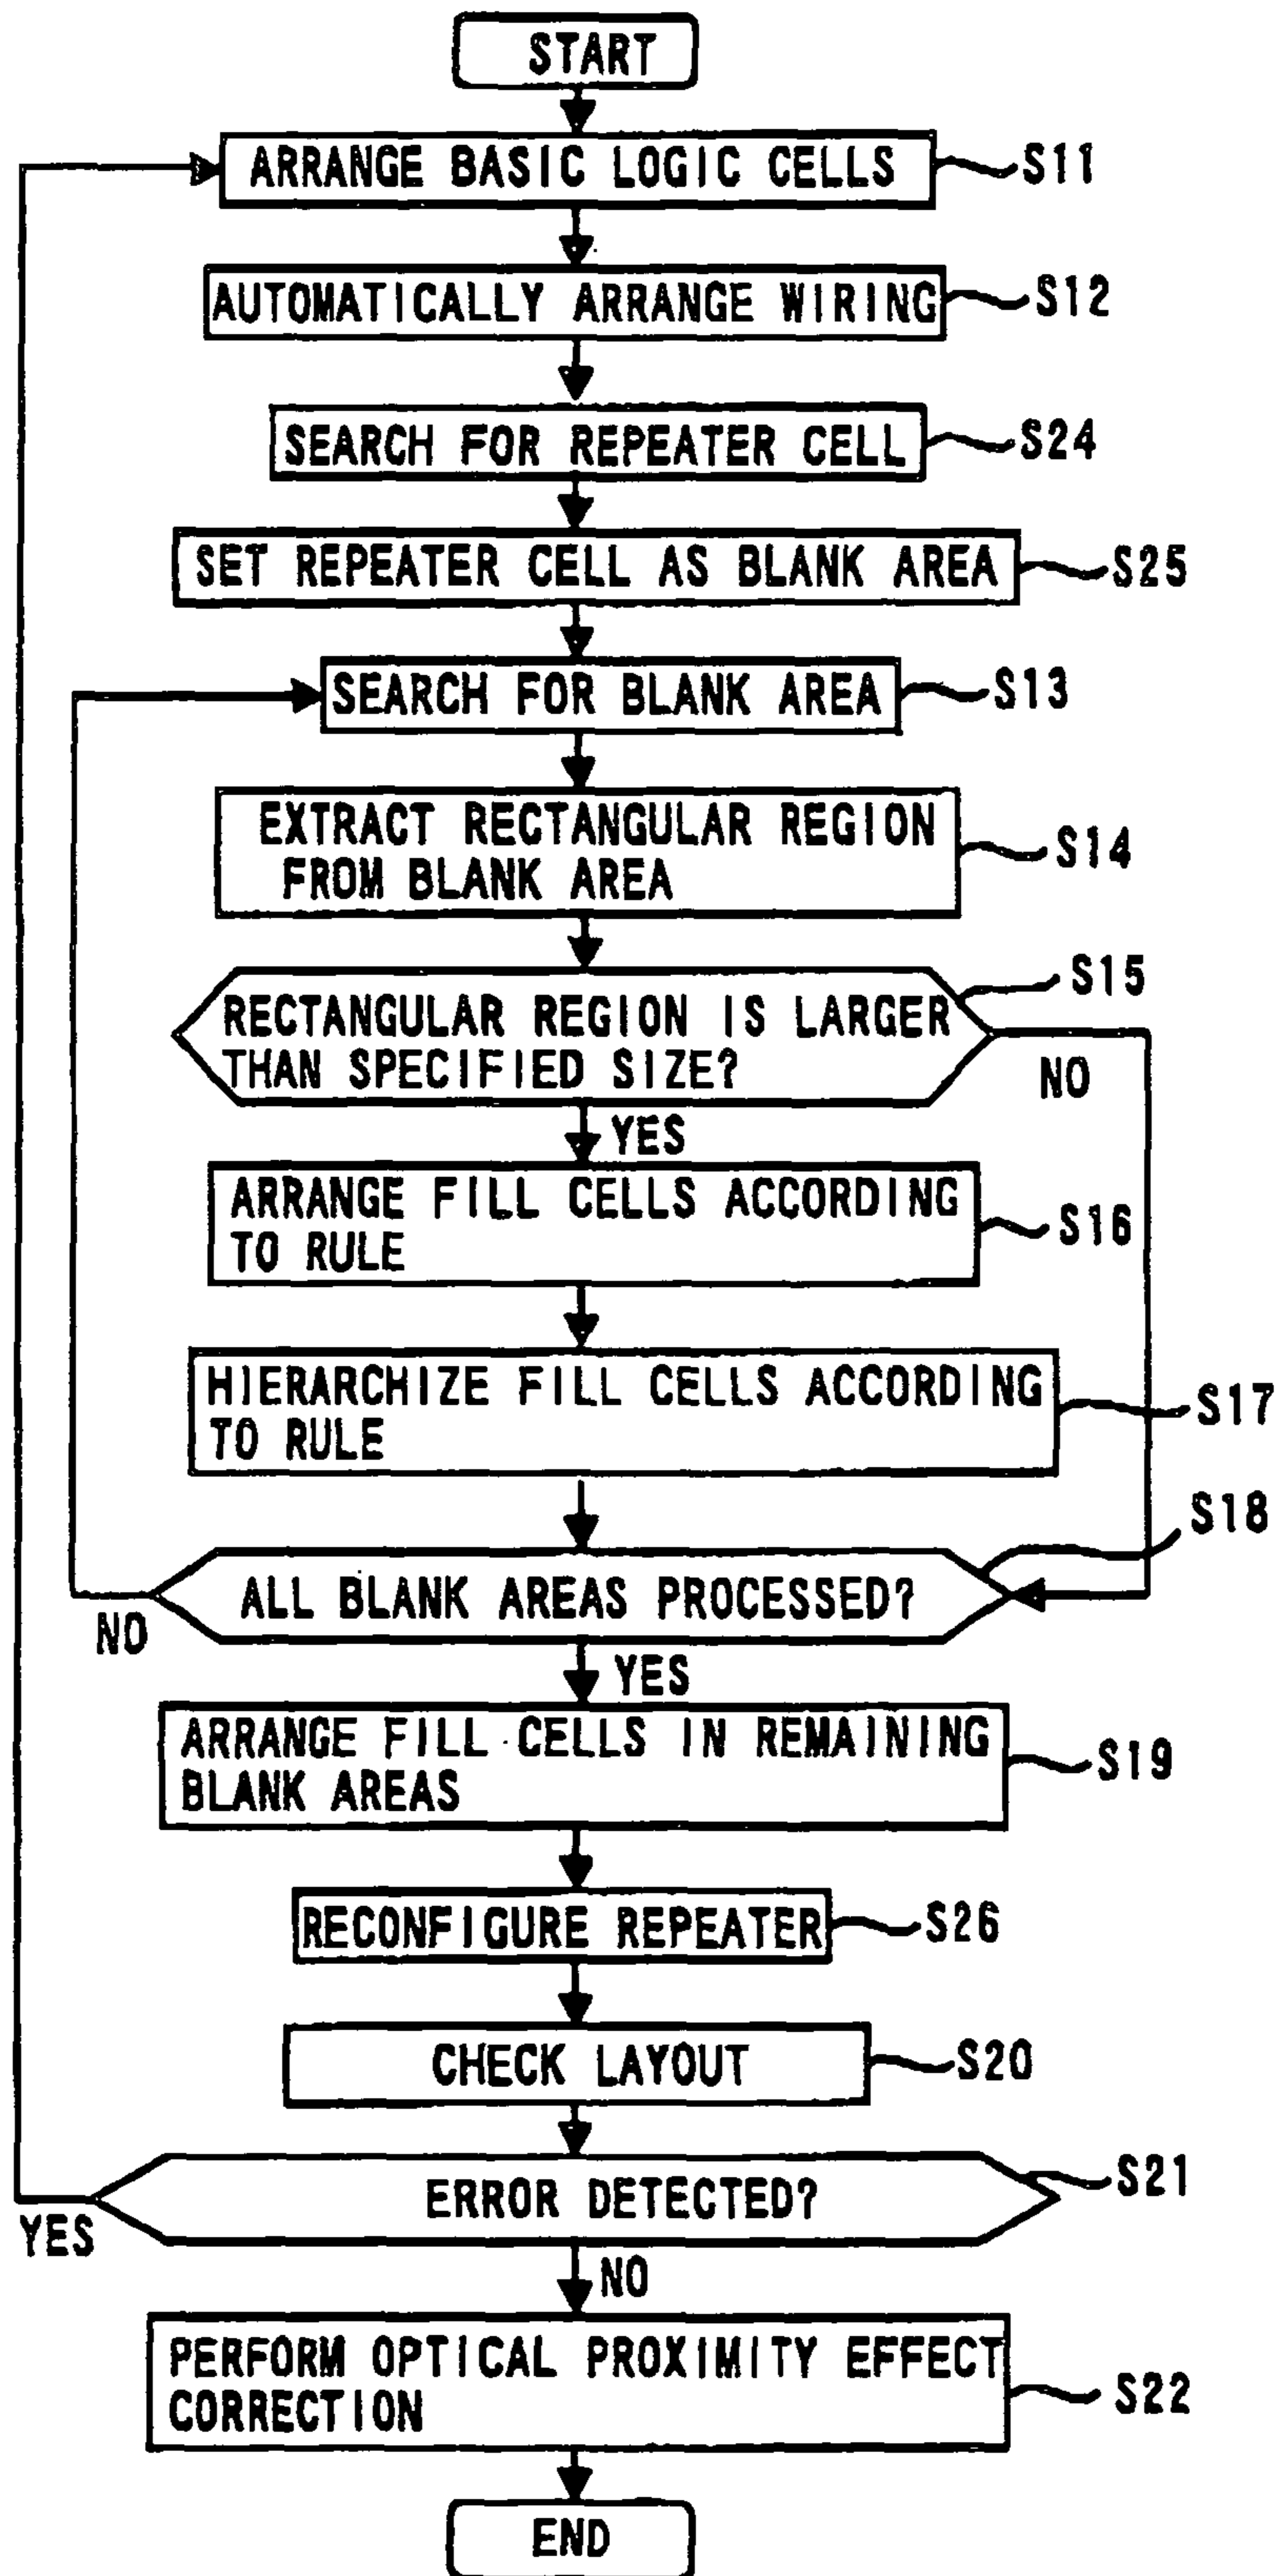 START
ARRANGE BASIC LOGIC CELLS
S11
AUTOMATICALLY ARRANGE WIRING
S12
SEARCH FOR REPEATER CELL
S24
SET REPEATER CELL AS BLANK AREA
S25
SEARCH FOR BLANK AREA
S13
EXTRACT RECTANGULAR REGION
FROM BLANK AREA
S14
RECTANGULAR REGION IS LARGER
THAN SPECIFIED SIZE?
S15
NO
YES
ARRANGE FILL CELLS ACCORDING
TO RULE
S16
HIERARCHIZE FILL CELLS ACCORDING
TO RULE
S17
ALL BLANK AREAS PROCESSED?
S18
NO
YES
ARRANGE FILL CELLS IN REMAINING
BLANK AREAS
S19
RECONFIGURE REPEATER
S26
CHECK LAYOUT
S20
ERROR DETECTED?
S21
YES
NO
PERFORM OPTICAL PROXIMITY EFFECT
CORRECTION
S22
END